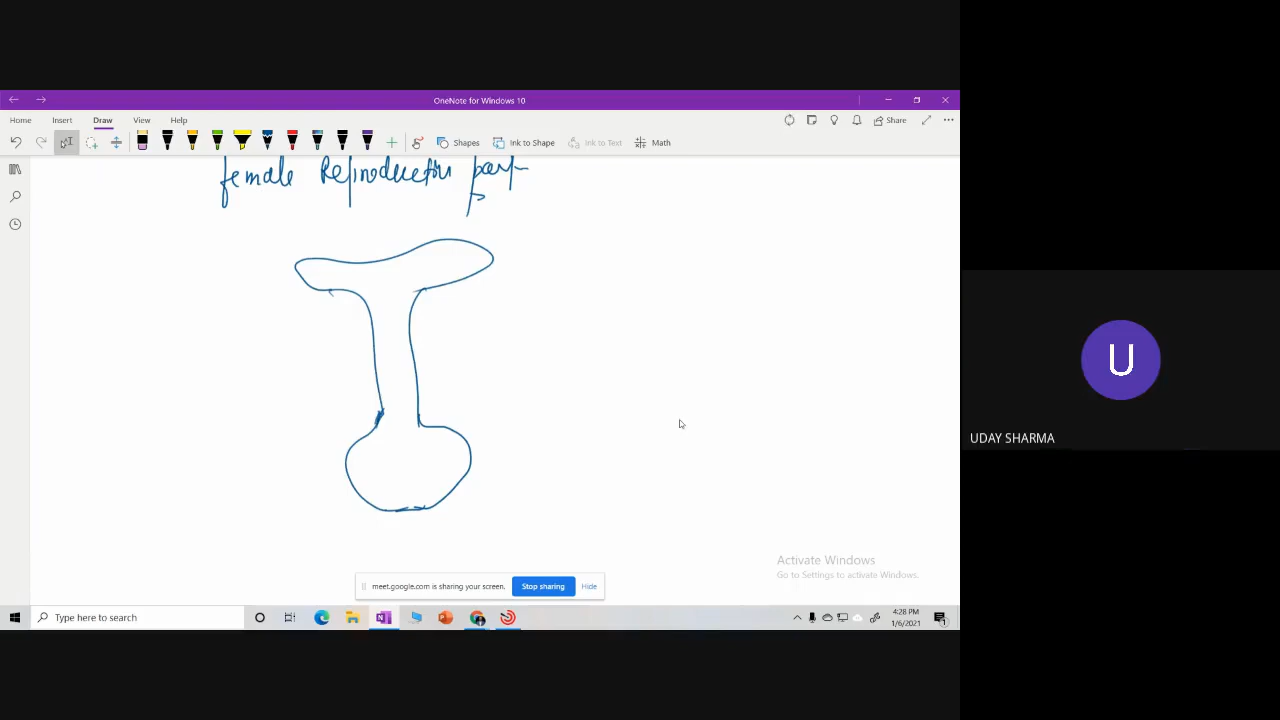 OneNote for Windows 10
Home Insert Draw View Help
Share
Shapes Ink to Shape Ink to Text Math
female Reproductive part
U
UDAY SHARMA
Activate Windows
Go to Settings to activate Windows.
meet.google.com is sharing your screen. Stop sharing Hide
Type here to search
4:28 PM
1/6/2021